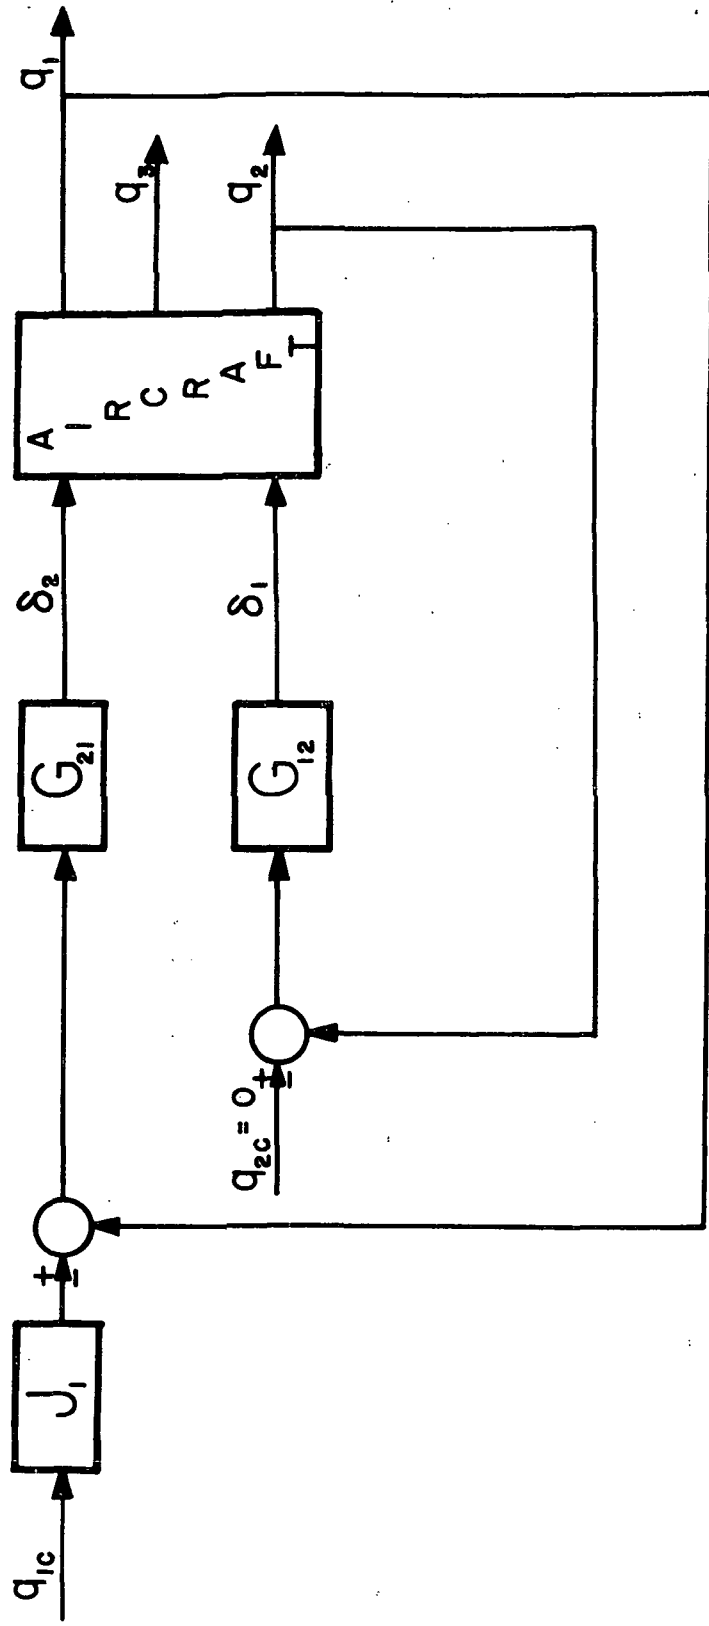 q₁c
J₁
+
−
G₂₁
δ₂
q₂c = 0
+
−
G₁₂
δ₁
AIRCRAFT
q₁
q₃
q₂